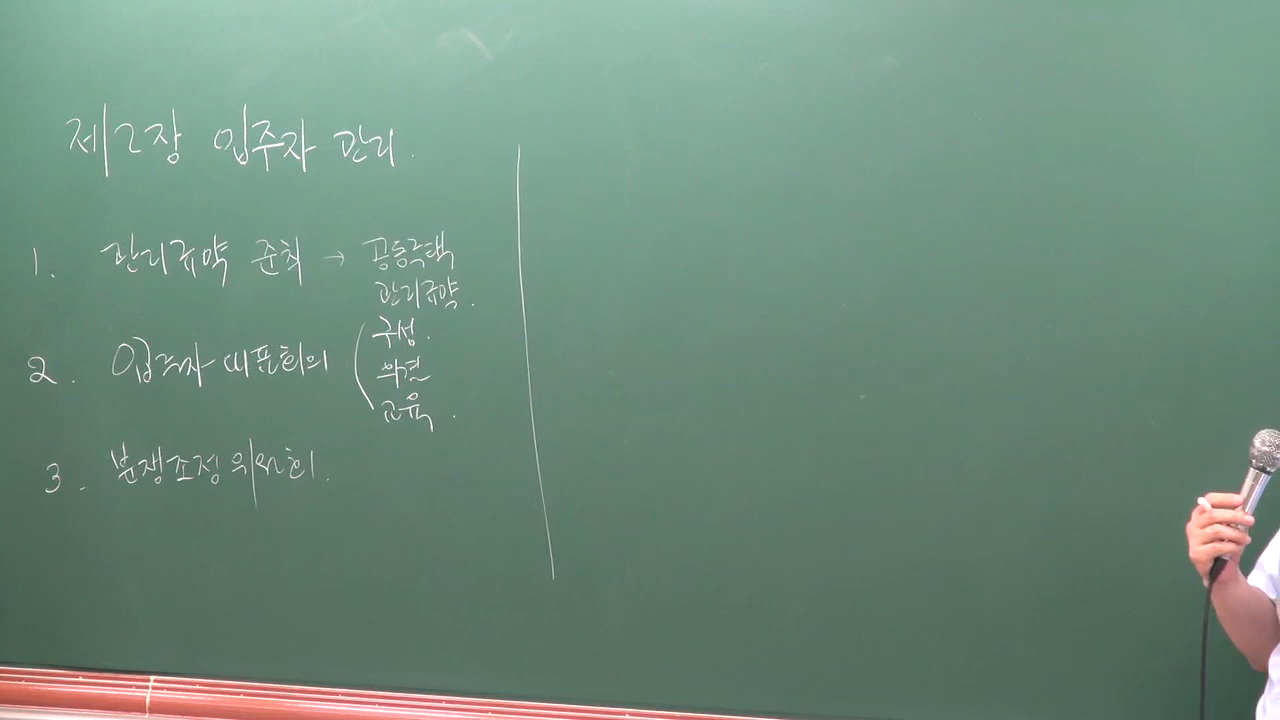 제2장 입주자 관리.
1. 관리규약 준칙 → 공동주택
관리규약.
2. 입주자대표회의 ( 구성.
의결
교육.
3. 분쟁조정위원회.